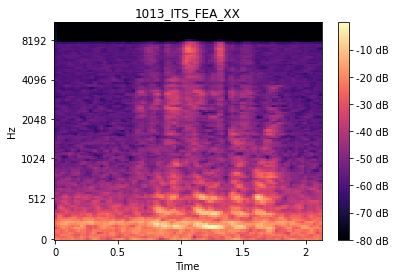 1013_ITS_FEA_XX
8192
4096
2048
1024
512
0
Hz
0
0.5
1
1.5
2
Time
-10 dB
-20 dB
-30 dB
-40 dB
-50 dB
-60 dB
-70 dB
-80 dB